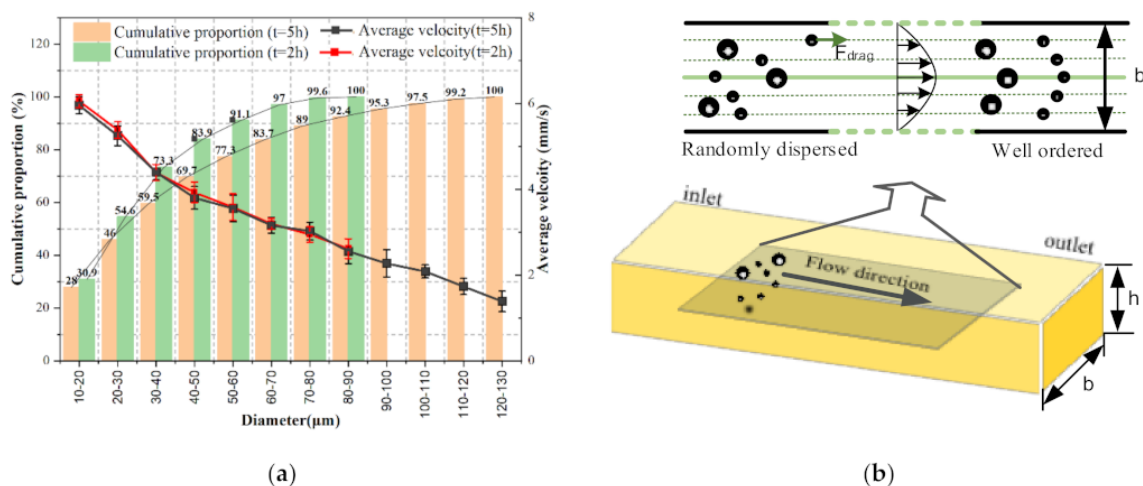 Cumulative proportion (t=5h)
Cumulative proportion (t=2h)
Average velocity(t=5h)
Average velcoity(t=2h)
Cumulative proportion (%)
120
100
80
60
40
20
0
28
30.9
46
54.6
59.5
73.3
69.7
83.9
77.3
91.1
83.7
97
89
99.6
92.4
100
95.3
97.5
99.2
100
8
6
4
2
0
Average velcoity (mm/s)
10-20
20-30
30-40
40-50
50-60
60-70
70-80
80-90
90-100
100-110
110-120
120-130
Diameter(μm)
(a)
Fdrag
b
Randomly dispersed
Well ordered
inlet
outlet
Flow direction
h
b
(b)